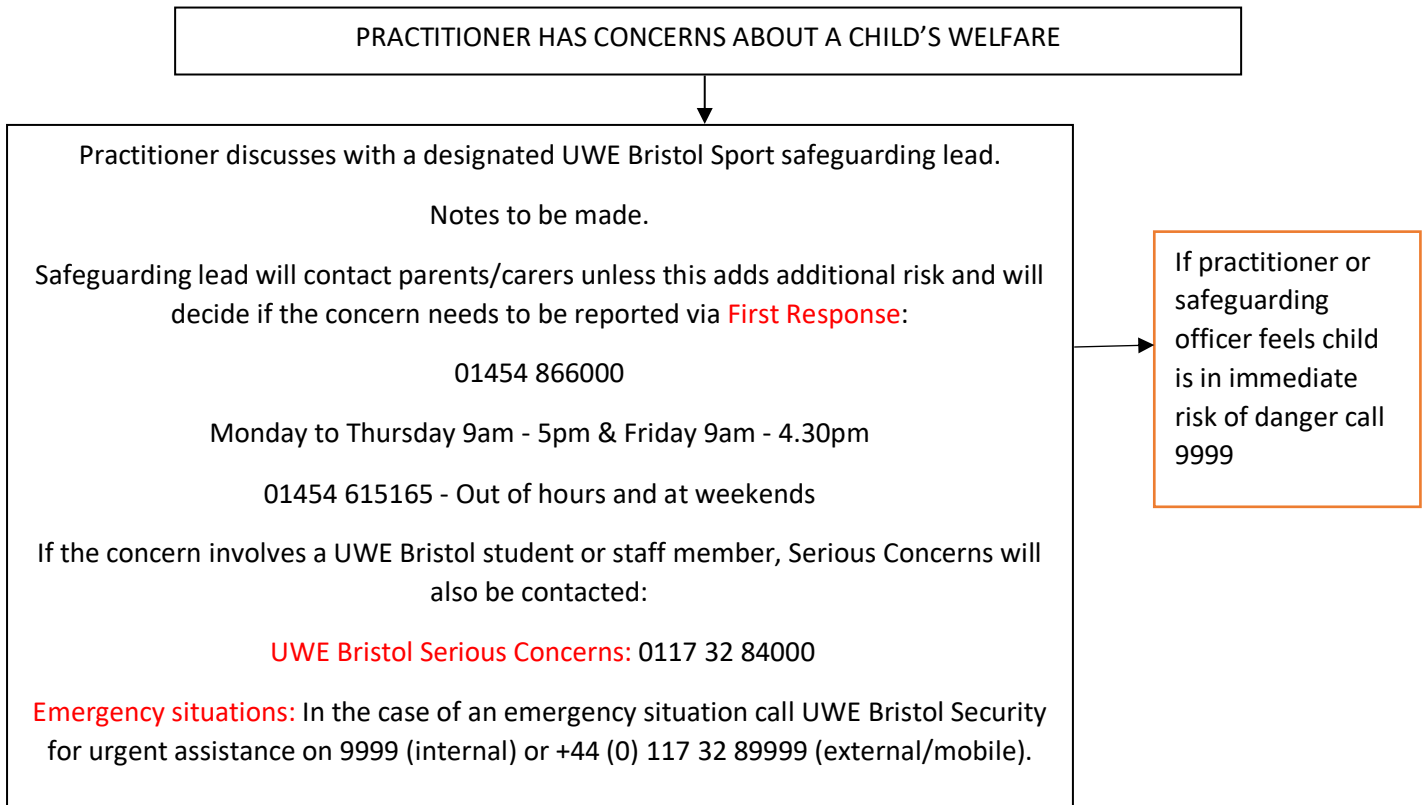 PRACTITIONER HAS CONCERNS ABOUT A CHILD’S WELFARE
Practitioner discusses with a designated UWE Bristol Sport safeguarding lead.
Notes to be made.
Safeguarding lead will contact parents/carers unless this adds additional risk and will
decide if the concern needs to be reported via First Response:
01454 866000
Monday to Thursday 9am - 5pm & Friday 9am - 4.30pm
01454 615165 - Out of hours and at weekends
If the concern involves a UWE Bristol student or staff member, Serious Concerns will
also be contacted:
UWE Bristol Serious Concerns: 0117 32 84000
Emergency situations: In the case of an emergency situation call UWE Bristol Security
for urgent assistance on 9999 (internal) or +44 (0) 117 32 89999 (external/mobile).
If practitioner or
safeguarding
officer feels child
is in immediate
risk of danger call
9999